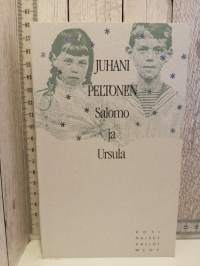 JUHANI
PELTONEN
Salomo
ja
Ursula